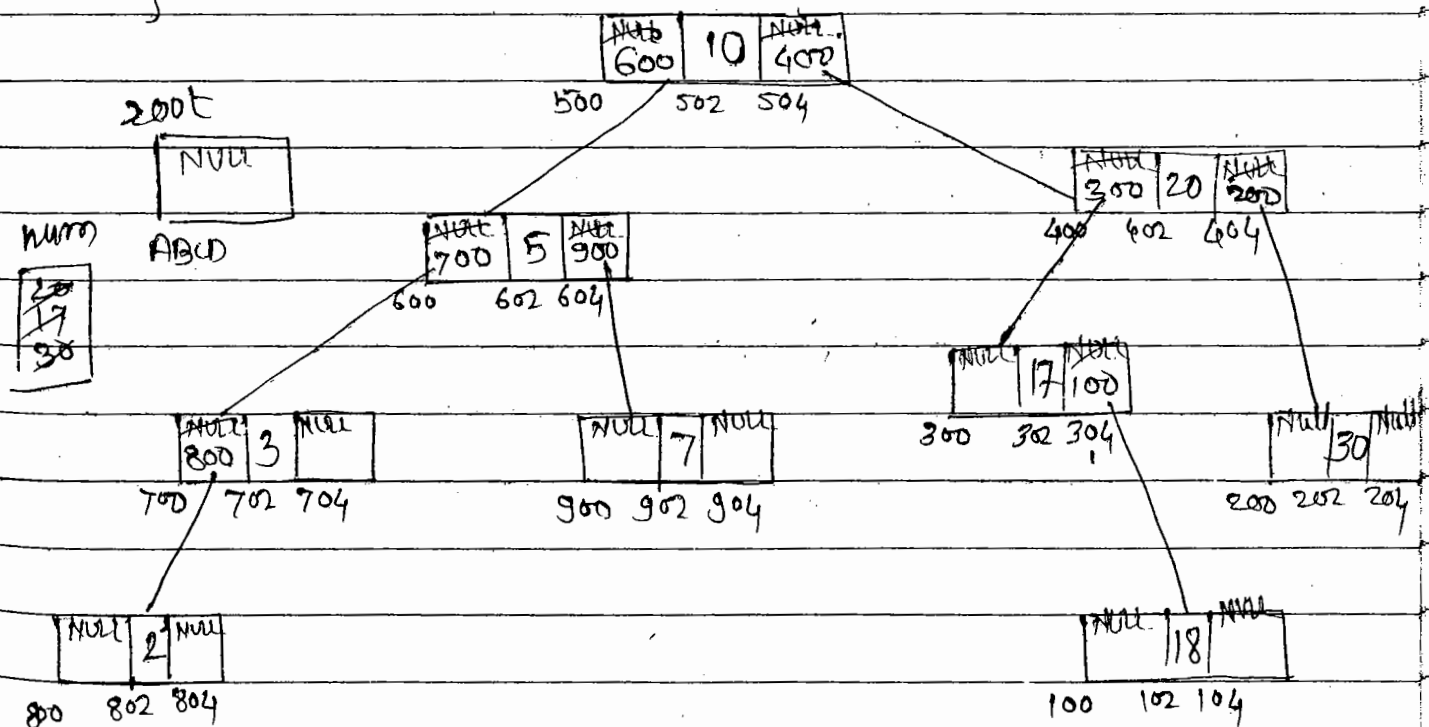 NULL 10 NULL
600 400
500 502 504
root
NULL
NULL 20 NULL
300 200
400 402 404
num
ABCD
NULL 5 NULL
700 900
600 602 604
20
17
30
NULL 17 NULL
100
300 302 304
NULL 3 NULL
800
700 702 704
NULL 7 NULL
900 902 904
NULL 30 NULL
200 202 204
NULL 2 NULL
800 802 804
NULL 18 NULL
100 102 104